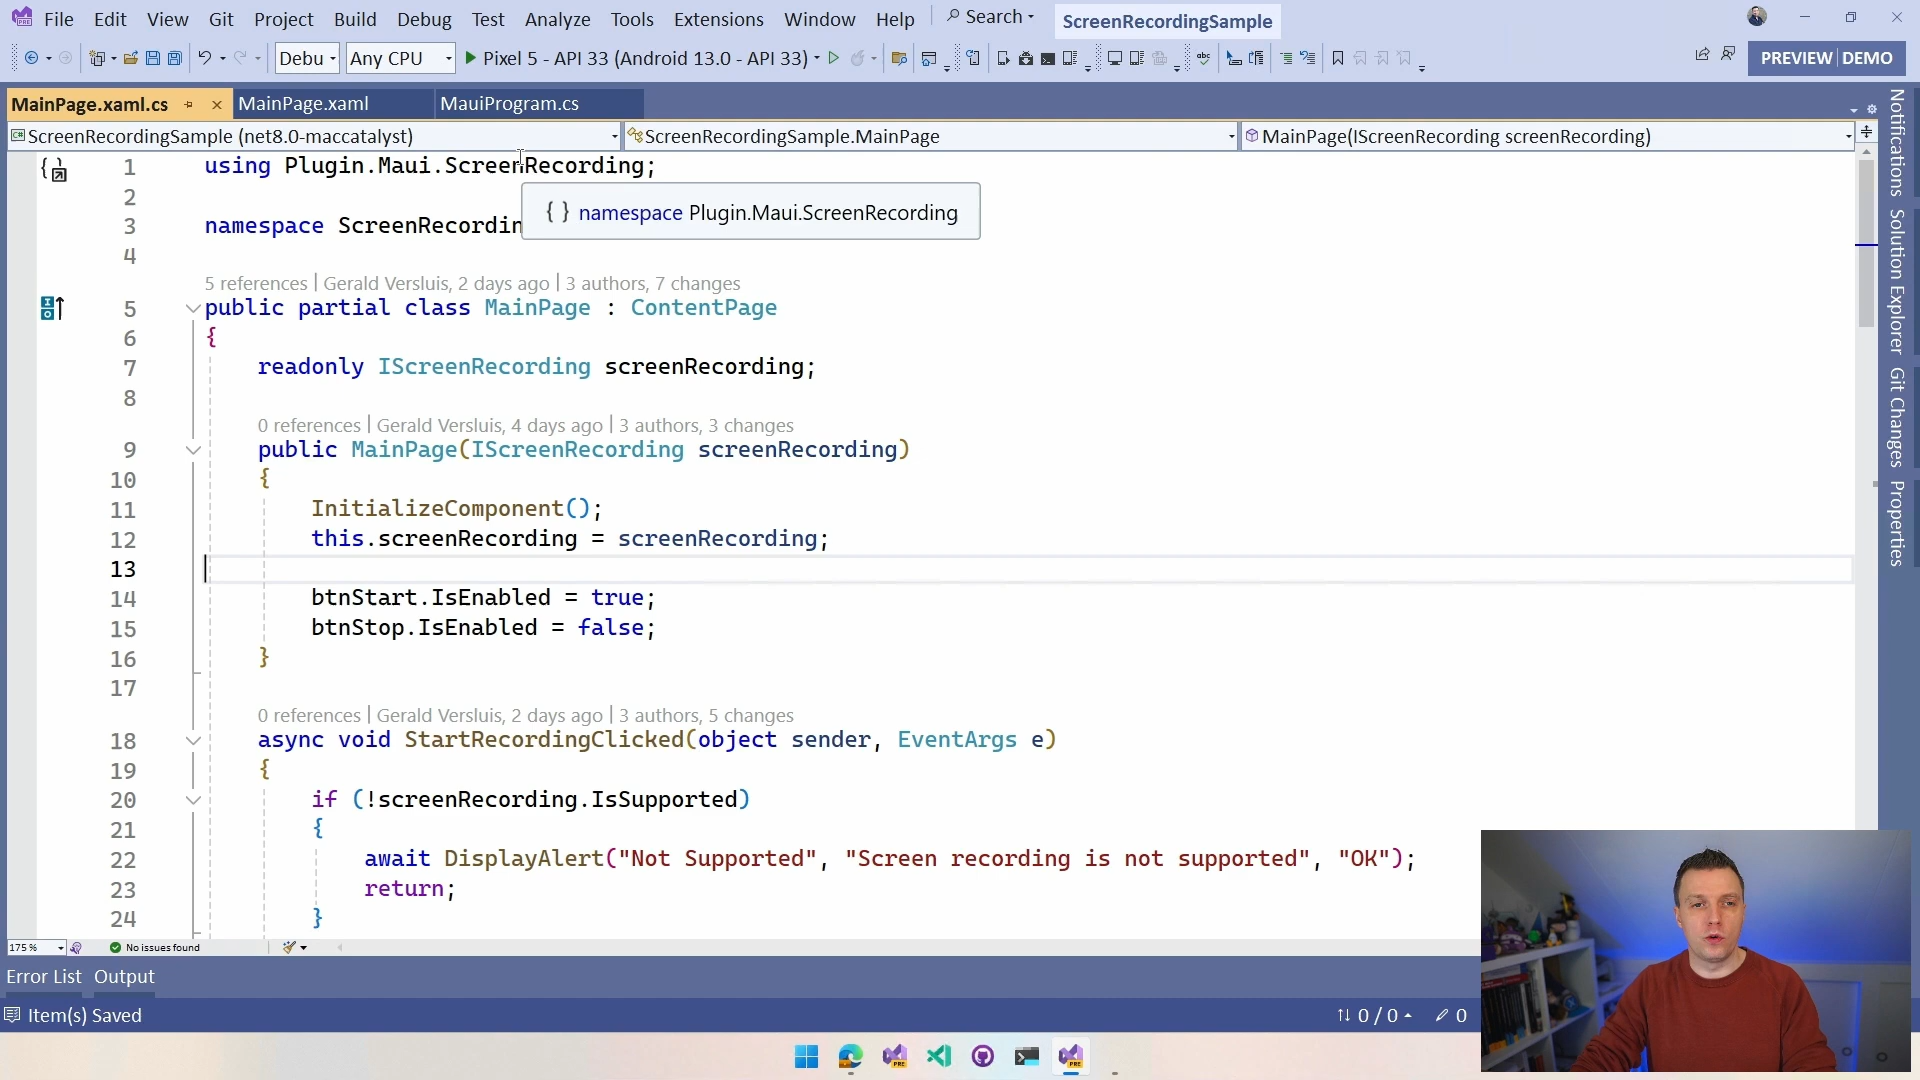 File Edit View Git Project Build Debug Test Analyze Tools Extensions Window Help Search ScreenRecordingSample
Debu Any CPU Pixel 5 - API 33 (Android 13.0 - API 33) PREVIEW DEMO
MainPage.xaml.cs MainPage.xaml MauiProgram.cs
ScreenRecordingSample (net8.0-maccatalyst) ScreenRecordingSample.MainPage MainPage(IScreenRecording screenRecording)
1 using Plugin.Maui.ScreenRecording;
2
{ } namespace Plugin.Maui.ScreenRecording
3 namespace ScreenRecordin
4
5 references | Gerald Versluis, 2 days ago | 3 authors, 7 changes
5 public partial class MainPage : ContentPage
6 {
7 readonly IScreenRecording screenRecording;
8
0 references | Gerald Versluis, 4 days ago | 3 authors, 3 changes
9 public MainPage(IScreenRecording screenRecording)
10 {
11 InitializeComponent();
12 this.screenRecording = screenRecording;
13
14 btnStart.IsEnabled = true;
15 btnStop.IsEnabled = false;
16 }
17
0 references | Gerald Versluis, 2 days ago | 3 authors, 5 changes
18 async void StartRecordingClicked(object sender, EventArgs e)
19 {
20 if (!screenRecording.IsSupported)
21 {
22 await DisplayAlert("Not Supported", "Screen recording is not supported", "OK");
23 return;
24 }
Notifications
Solution Explorer
Git Changes
Properties
175 % No issues found
Error List Output
Item(s) Saved 0 / 0 0